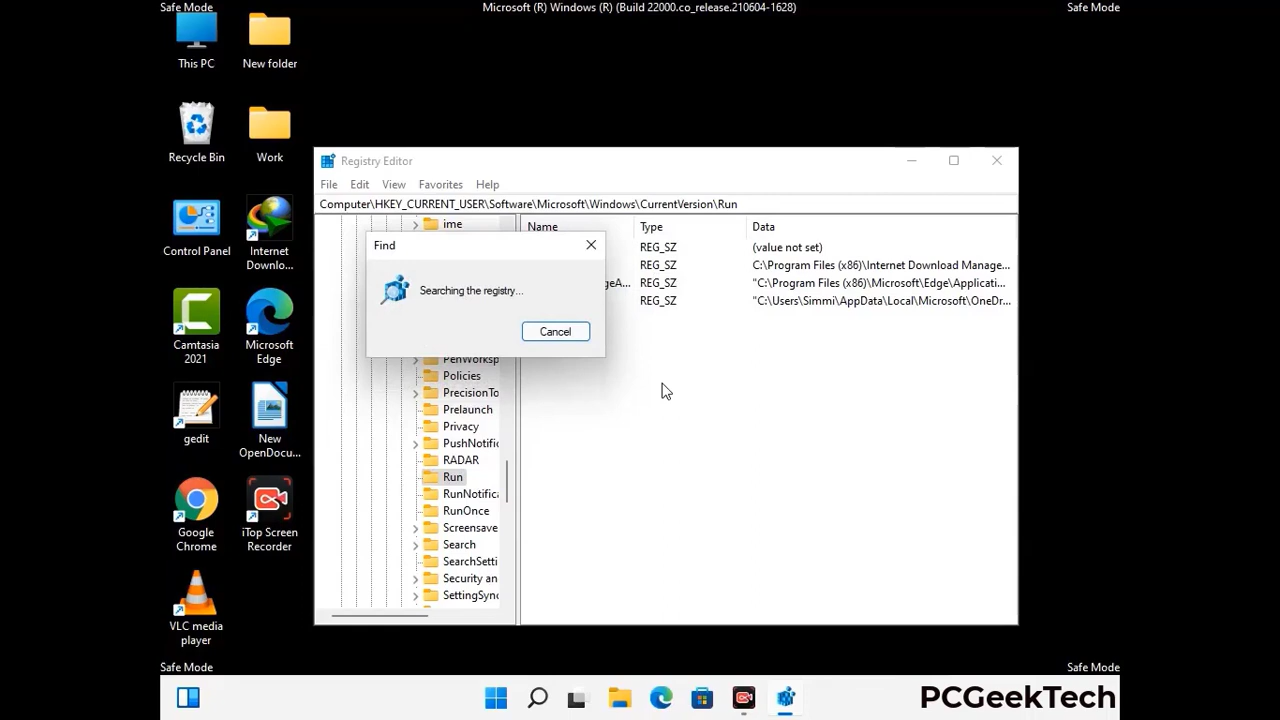 Safe Mode
Microsoft (R) Windows (R) (Build 22000.co_release.210604-1628)
Safe Mode
This PC
New folder
Recycle Bin
Work
Control Panel
Internet
Downlo...
Camtasia
2021
Microsoft
Edge
gedit
New
OpenDocu...
Google
Chrome
iTop Screen
Recorder
VLC media
player
Registry Editor
File Edit View Favorites Help
Computer\HKEY_CURRENT_USER\Software\Microsoft\Windows\CurrentVersion\Run
ime
PenWorksp
Policies
PrecisionTo
Prelaunch
Privacy
PushNotific
RADAR
Run
RunNotifica
RunOnce
Screensave
Search
SearchSetti
Security an
SettingSync
Name Type Data
REG_SZ (value not set)
REG_SZ C:\Program Files (x86)\Internet Download Manage...
geA... REG_SZ "C:\Program Files (x86)\Microsoft\Edge\Applicati...
REG_SZ "C:\Users\Simmi\AppData\Local\Microsoft\OneDr...
Find
Searching the registry...
Cancel
Safe Mode
Safe Mode
PCGeekTech